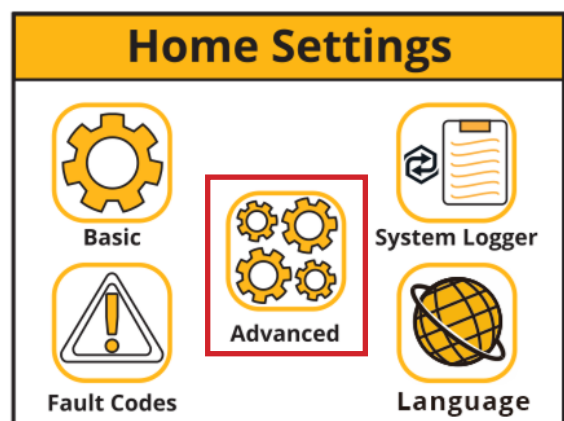 Home Settings
Basic
System Logger
Advanced
Fault Codes
Language